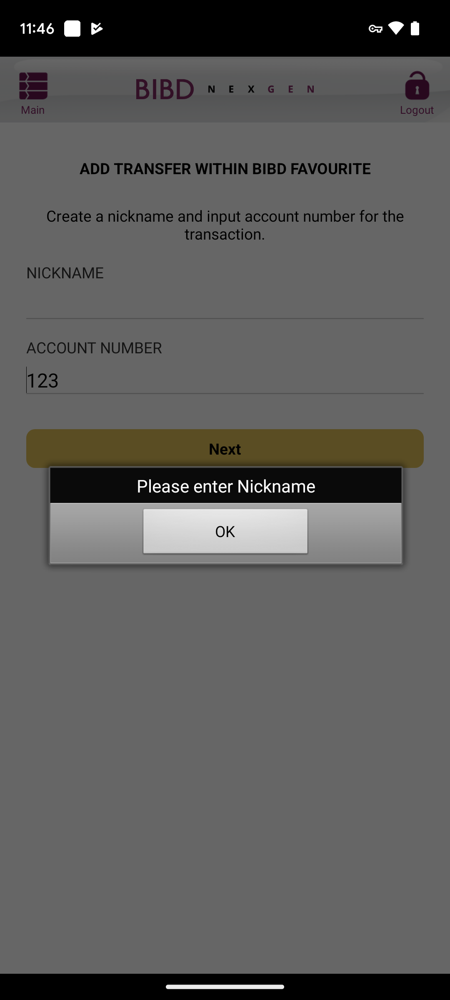 11:46
Main
BIBD NEXGEN
Logout
ADD TRANSFER WITHIN BIBD FAVOURITE
Create a nickname and input account number for the
transaction.
NICKNAME
ACCOUNT NUMBER
123
Next
Please enter Nickname
OK